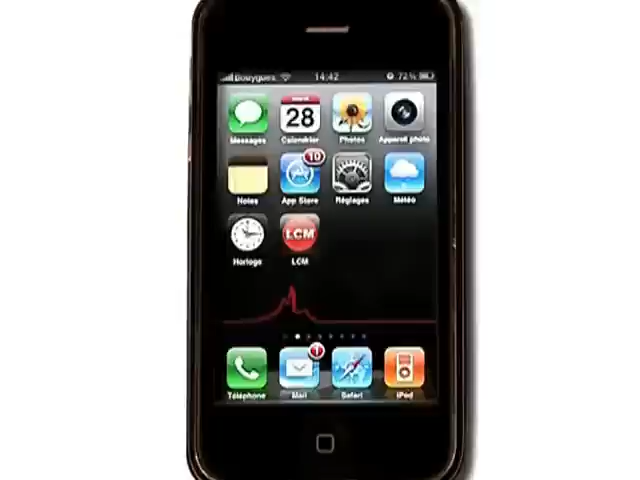 Bouygues 14:42 72 %
28
Messages Calendrier Photos Appareil photo
10
Notes App Store Réglages Météo
LCM
Horloge LCM
1
Téléphone Mail Safari iPod